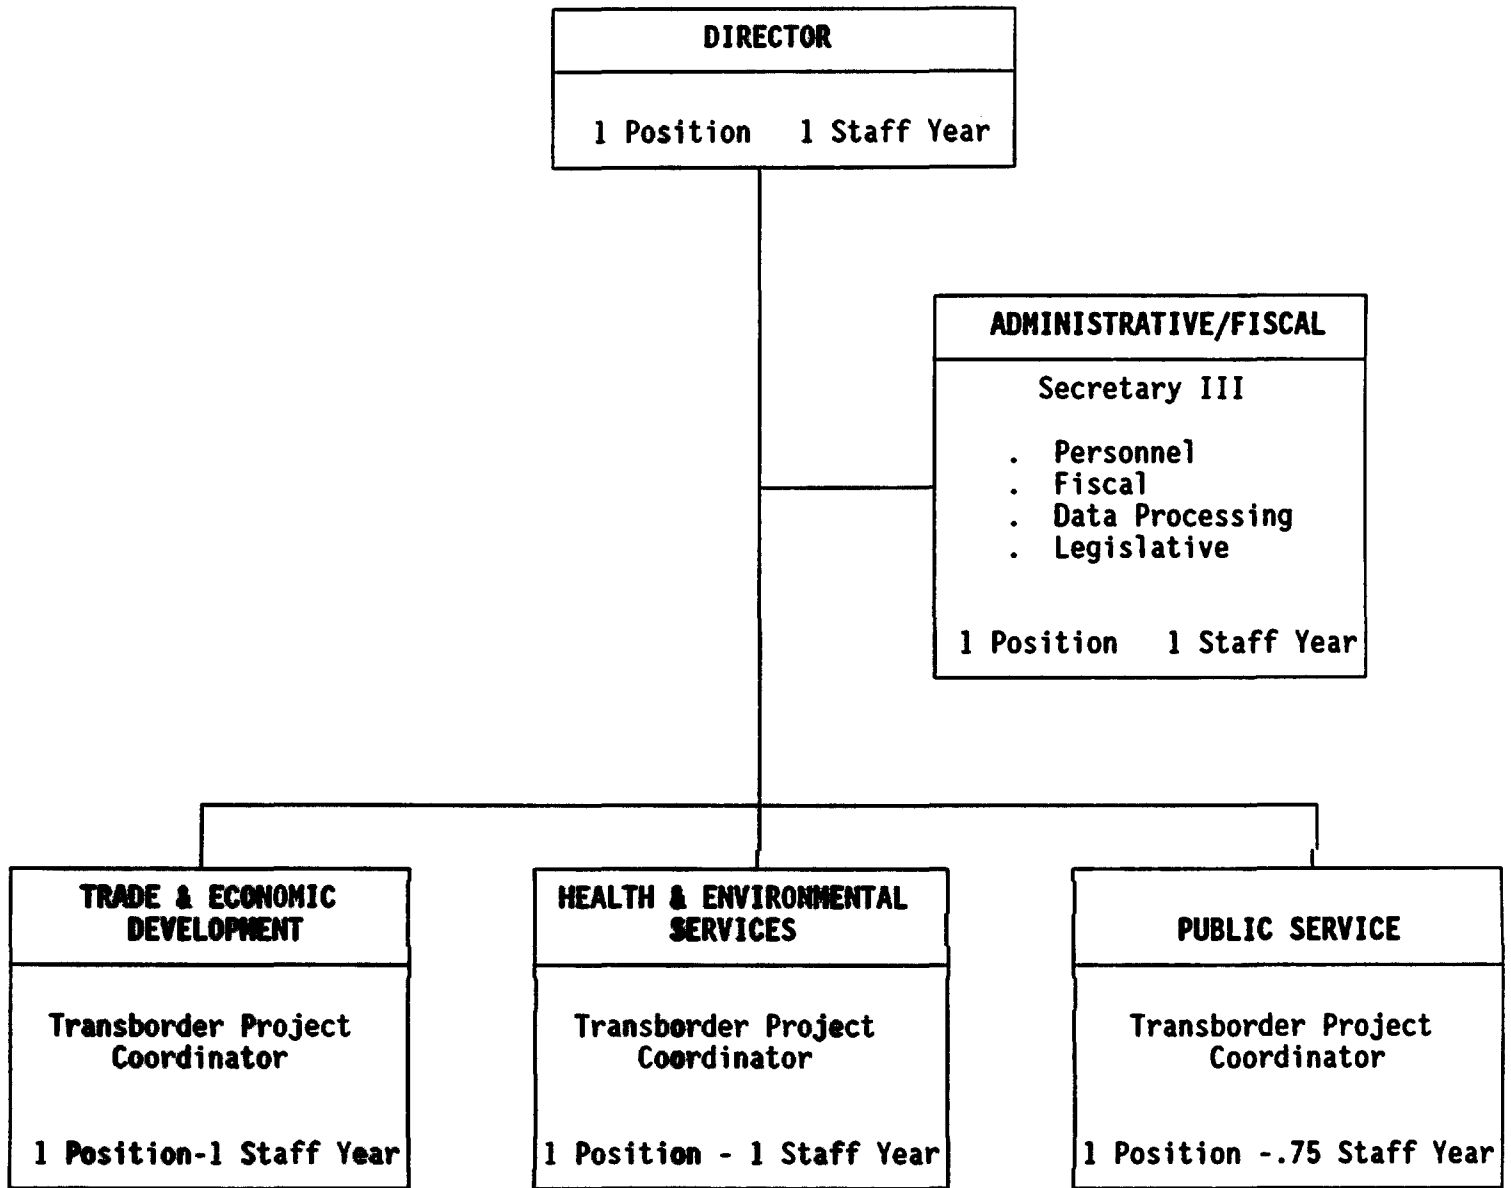 DIRECTOR
1 Position 1 Staff Year
ADMINISTRATIVE/FISCAL
Secretary III
. Personnel
. Fiscal
. Data Processing
. Legislative
1 Position 1 Staff Year
TRADE & ECONOMIC
DEVELOPMENT
Transborder Project
Coordinator
1 Position-1 Staff Year
HEALTH & ENVIRONMENTAL
SERVICES
Transborder Project
Coordinator
1 Position - 1 Staff Year
PUBLIC SERVICE
Transborder Project
Coordinator
1 Position -.75 Staff Year